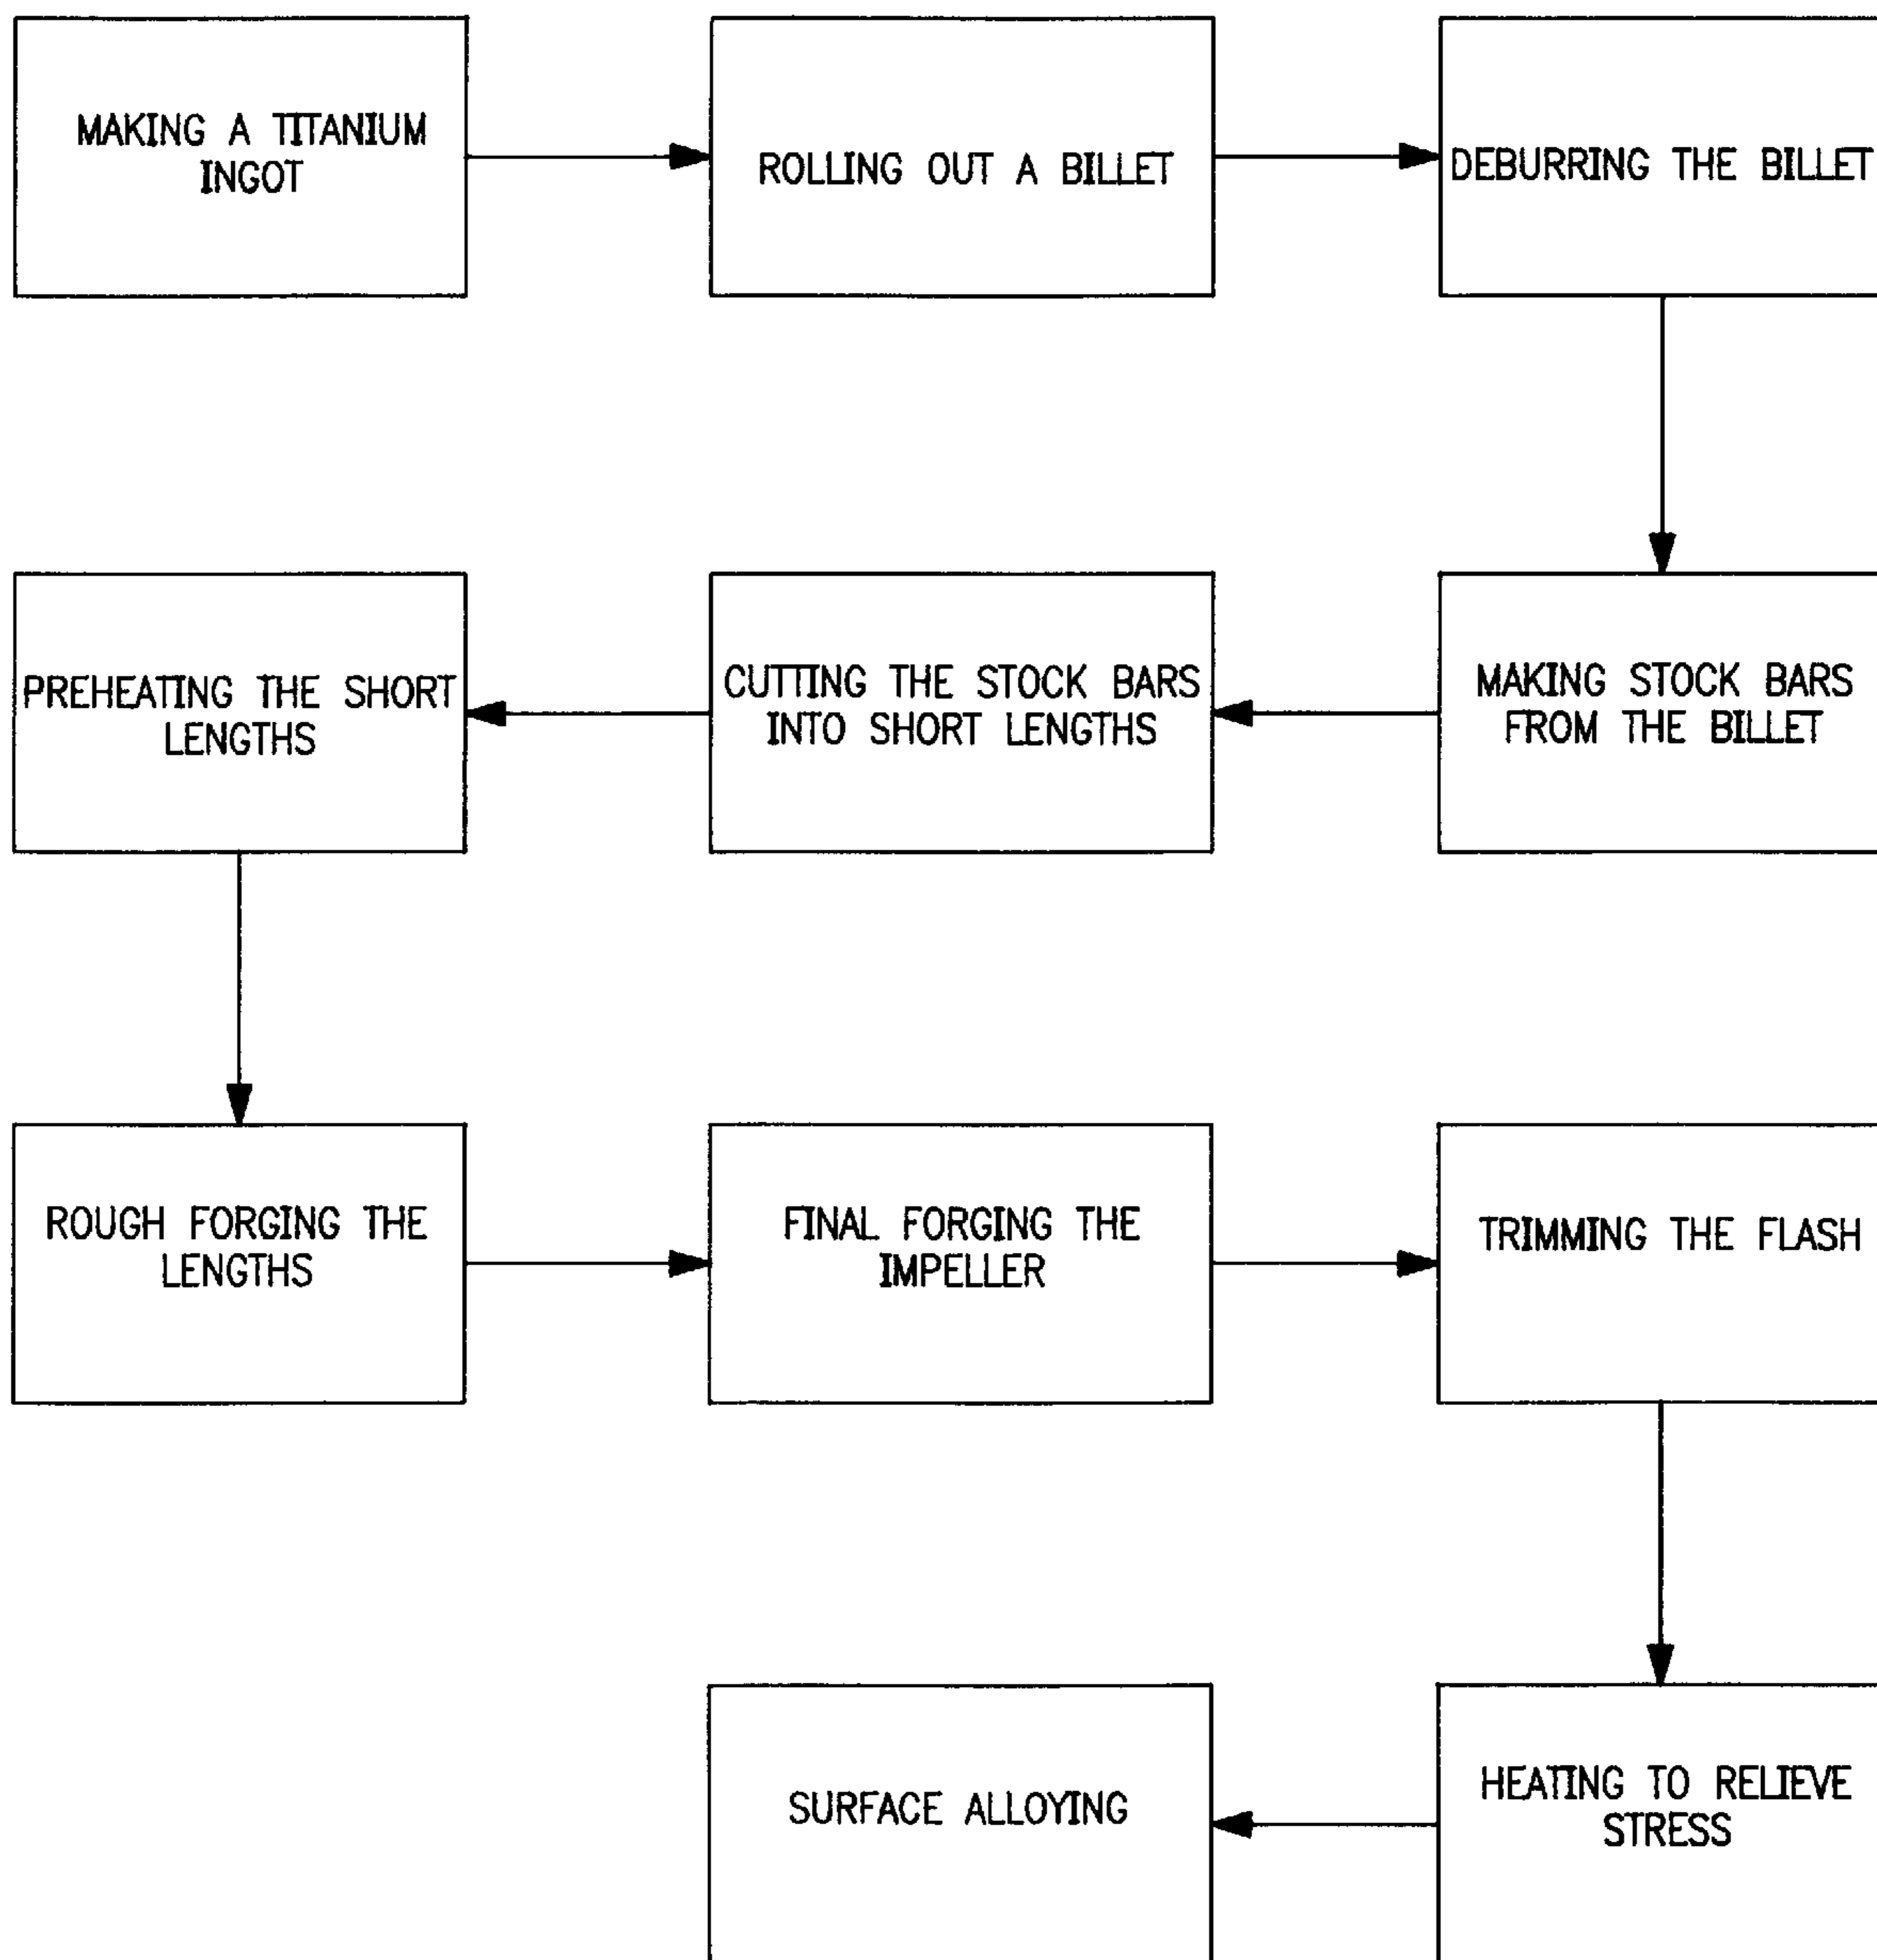 MAKING A TITANIUM
INGOT
ROLLING OUT A BILLET
DEBURRING THE BILLET
MAKING STOCK BARS
FROM THE BILLET
CUTTING THE STOCK BARS
INTO SHORT LENGTHS
PREHEATING THE SHORT
LENGTHS
ROUGH FORGING THE
LENGTHS
FINAL FORGING THE
IMPELLER
TRIMMING THE FLASH
HEATING TO RELIEVE
STRESS
SURFACE ALLOYING